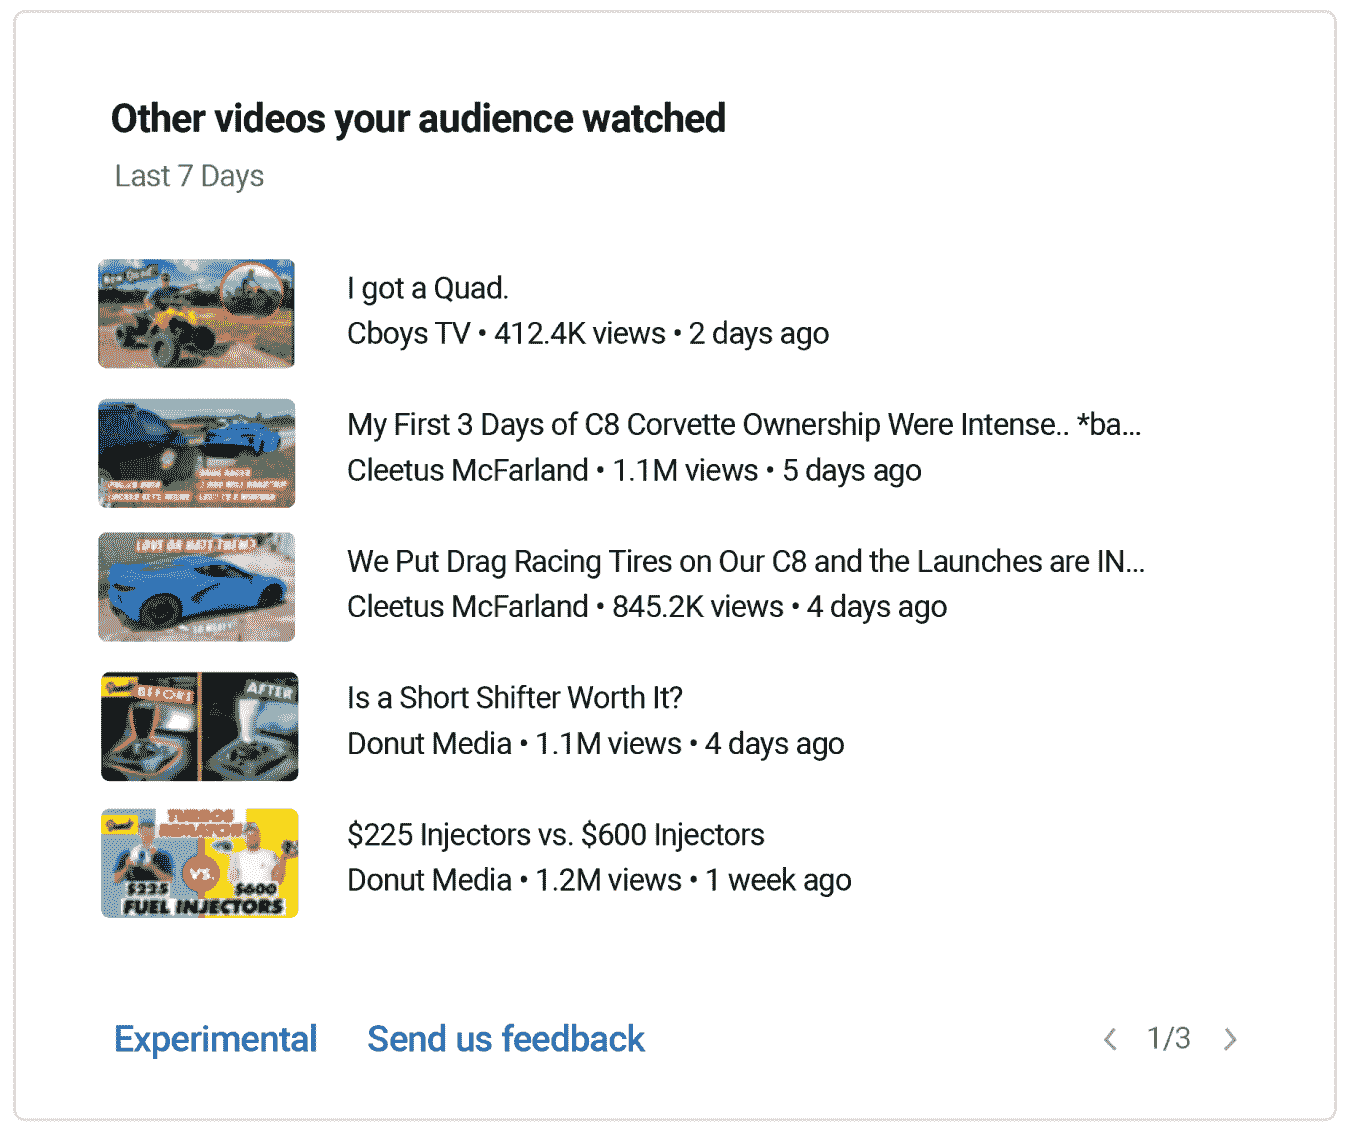 Other videos your audience watched
Last 7 Days
I got a Quad.
Cboys TV • 412.4K views • 2 days ago
My First 3 Days of C8 Corvette Ownership Were Intense.. *ba...
Cleetus McFarland • 1.1M views • 5 days ago
LOVE OR HATE THEM?
We Put Drag Racing Tires on Our C8 and the Launches are IN...
Cleetus McFarland • 845.2K views • 4 days ago
BEFORE AFTER
Is a Short Shifter Worth It?
Donut Media • 1.1M views • 4 days ago
VS.
$225 $600
FUEL INJECTORS
$225 Injectors vs. $600 Injectors
Donut Media • 1.2M views • 1 week ago
Experimental Send us feedback < 1/3 >